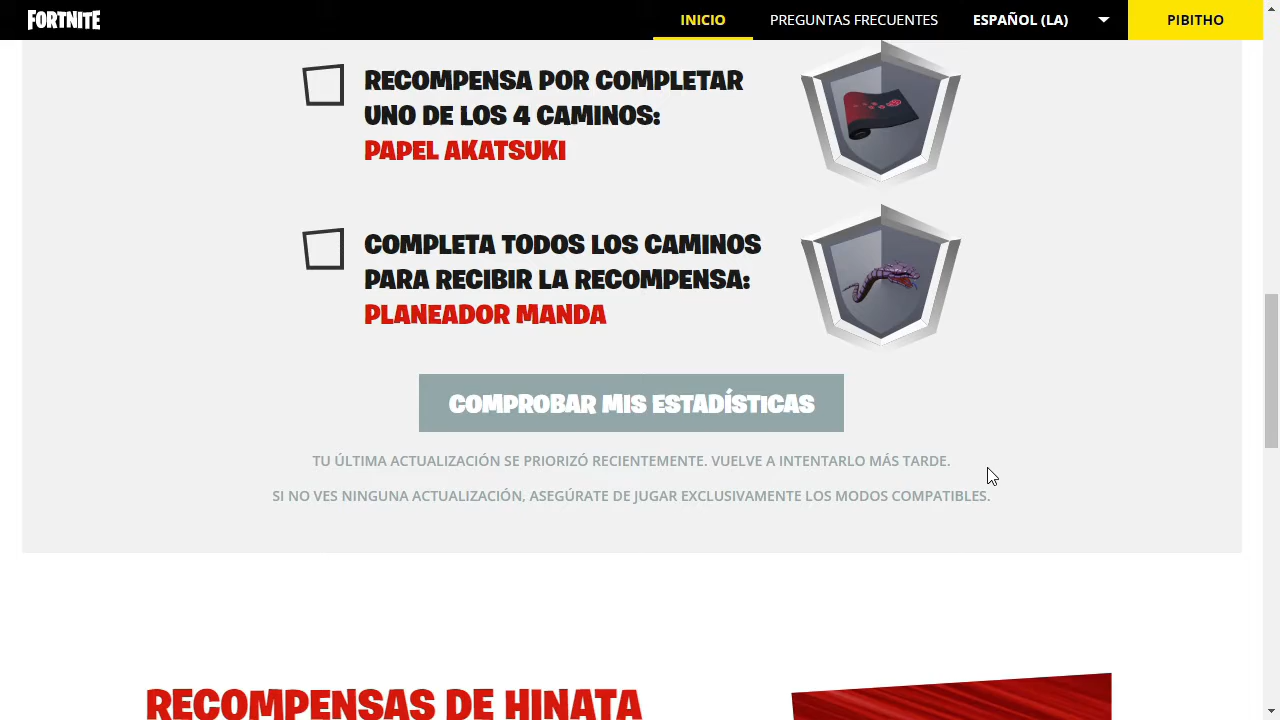 FORTNITE
INICIO
PREGUNTAS FRECUENTES
ESPAÑOL (LA)
PIBITHO
RECOMPENSA POR COMPLETAR
UNO DE LOS 4 CAMINOS:
PAPEL AKATSUKI
COMPLETA TODOS LOS CAMINOS
PARA RECIBIR LA RECOMPENSA:
PLANEADOR MANDA
COMPROBAR MIS ESTADÍSTICAS
TU ÚLTIMA ACTUALIZACIÓN SE PRIORIZÓ RECIENTEMENTE. VUELVE A INTENTARLO MÁS TARDE.
SI NO VES NINGUNA ACTUALIZACIÓN, ASEGÚRATE DE JUGAR EXCLUSIVAMENTE LOS MODOS COMPATIBLES.
RECOMPENSAS DE HINATA